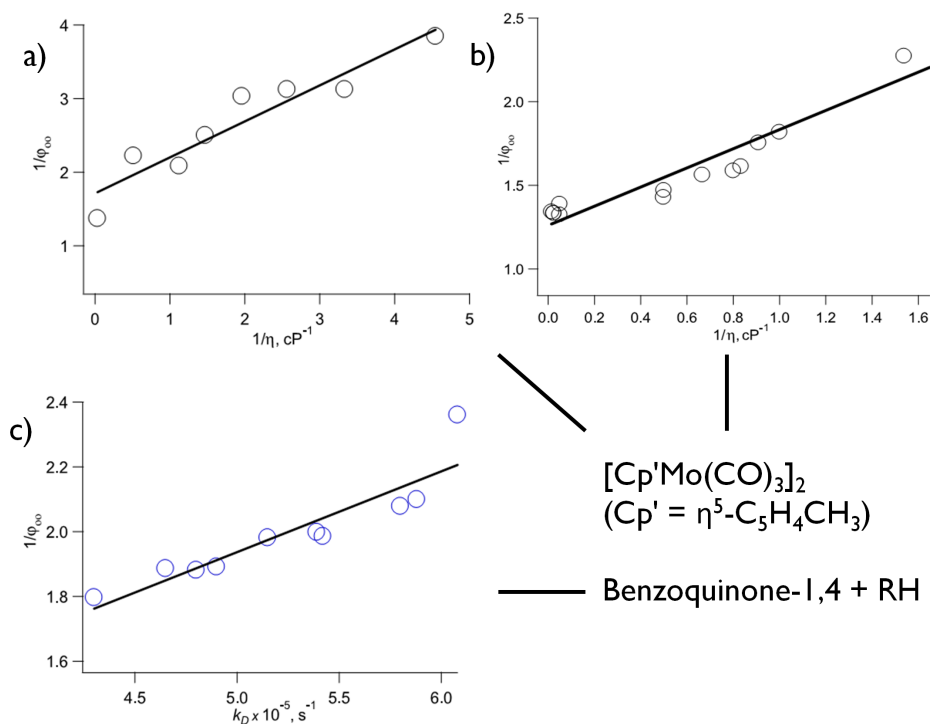 a)
4
3
2
1
1/φ₀₀
0 1 2 3 4 5
1/η, cP⁻¹
b)
2.5
2.0
1.5
1.0
1/φ₀₀
0.0 0.2 0.4 0.6 0.8 1.0 1.2 1.4 1.6
1/η, cP⁻¹
c)
2.4
2.2
2.0
1.8
1.6
1/φ₀₀
4.5 5.0 5.5 6.0
k_D x 10⁻⁵, s⁻¹
[Cp'Mo(CO)₃]₂
(Cp' = η⁵-C₅H₄CH₃)
Benzoquinone-1,4 + RH